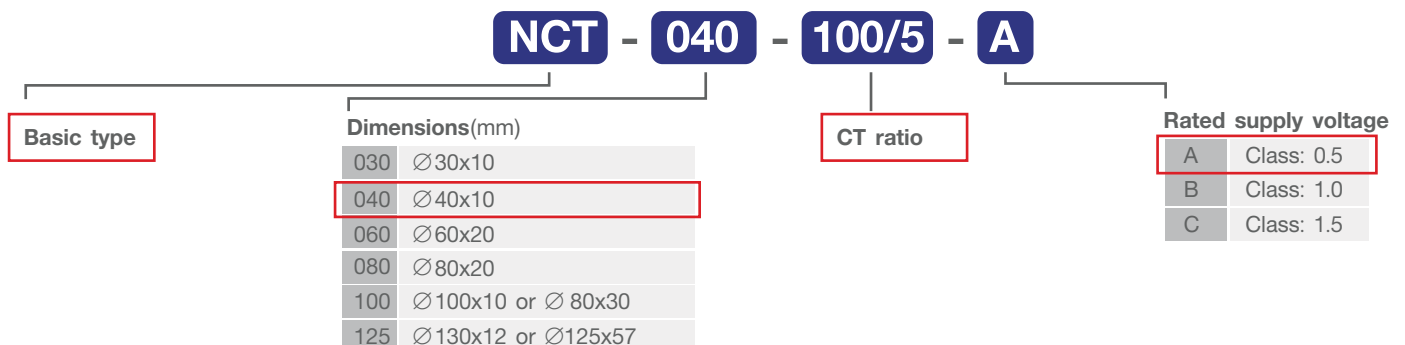 NCT - 040 - 100/5 - A
Basic type
Dimensions(mm)
030 ∅30x10
040 ∅40x10
060 ∅60x20
080 ∅80x20
100 ∅100x10 or ∅ 80x30
125 ∅130x12 or ∅125x57
CT ratio
Rated supply voltage
A Class: 0.5
B Class: 1.0
C Class: 1.5